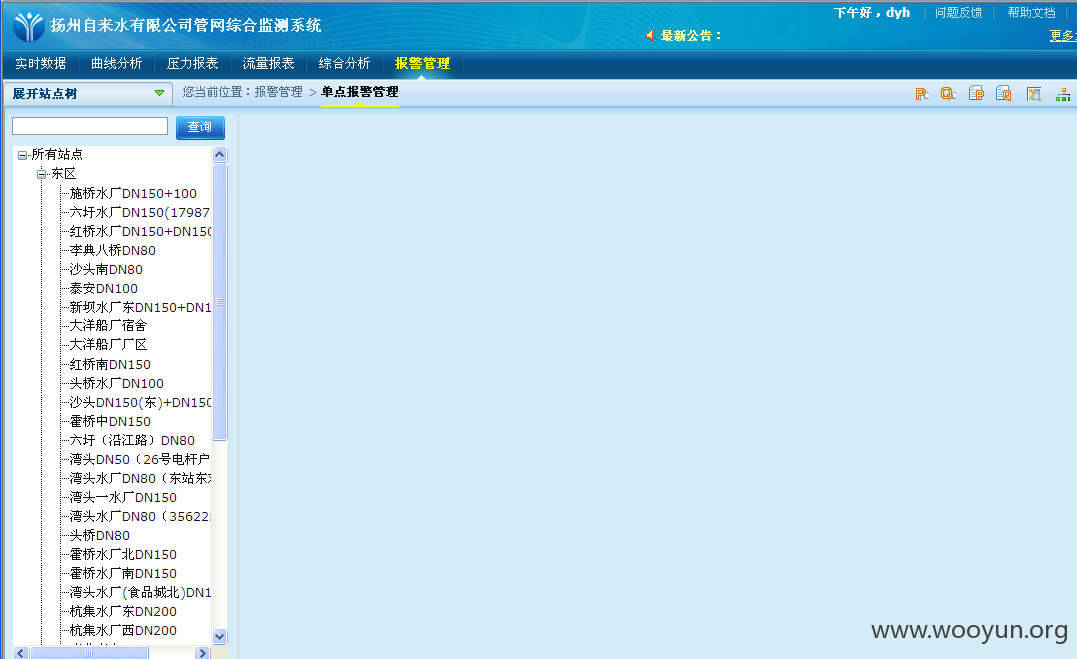 扬州自来水有限公司管网综合监测系统
下午好，dyh 问题反馈 帮助文档
最新公告：
更多
实时数据 曲线分析 压力报表 流量报表 综合分析 报警管理
展开站点树
您当前位置：报警管理 > 单点报警管理
查询
所有站点
东区
施桥水厂DN150+100
六圩水厂DN150(1798
红桥水厂DN150+DN150
李典八桥DN80
沙头南DN80
泰安DN100
新坝水厂东DN150+DN1
大洋船厂宿舍
大洋船厂厂区
红桥南DN150
头桥水厂DN100
沙头DN150(东)+DN150
霍桥中DN150
六圩（沿江路）DN80
湾头DN50（26号电杆户
湾头水厂DN80（东站东
湾头一水厂DN150
湾头水厂DN80（35622
头桥DN80
霍桥水厂北DN150
霍桥水厂南DN150
湾头水厂(食品城北)DN1
杭集水厂东DN200
杭集水厂西DN200
www.wooyun.org